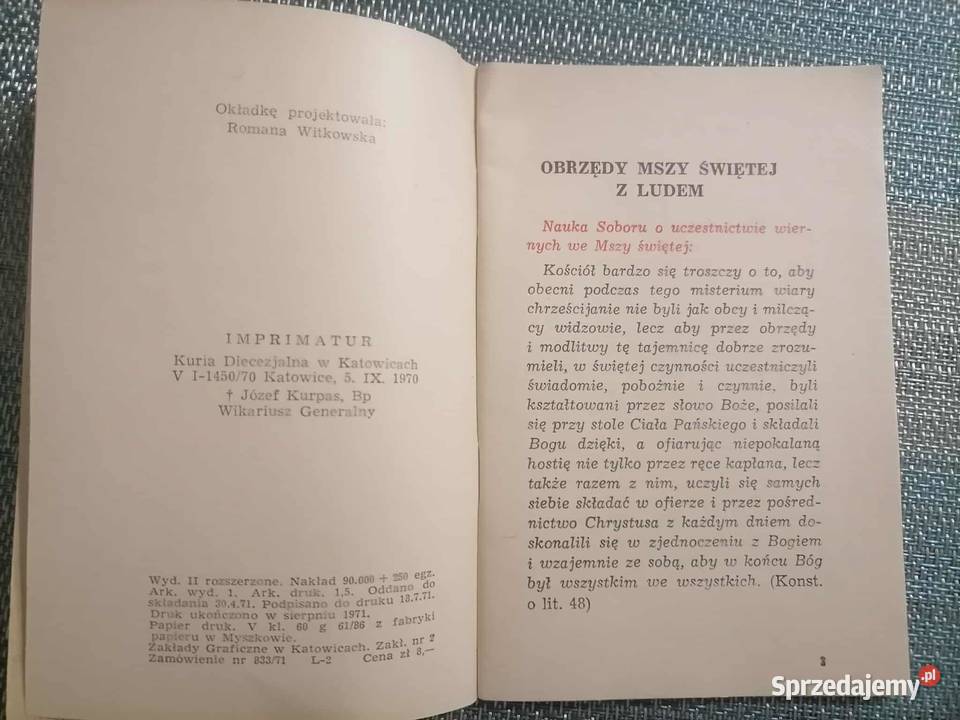 Okładkę projektowała:
Romana Witkowska
IMPRIMATUR
Kuria Diecezjalna w Katowicach
V I-1450/70 Katowice, 5. IX. 1970
† Józef Kurpas, Bp
Wikariusz Generalny
Wyd. II rozszerzone. Nakład 90.000 + 250 egz.
Ark. wyd. 1. Ark. druk. 1,5. Oddano do
składania 30.4.71. Podpisano do druku 13.7.71.
Druk ukończono w sierpniu 1971.
Papier druk. V kl. 60 g 61/86 z fabryki
papieru w Myszkowie.
Zakłady Graficzne w Katowicach. Zakł. nr 2
Zamówienie nr 833/71 L-2 Cena zł 8,—
OBRZĘDY MSZY ŚWIĘTEJ
Z LUDEM
Nauka Soboru o uczestnictwie wier-
nych we Mszy świętej:
Kościół bardzo się troszczy o to, aby
obecni podczas tego misterium wiary
chrześcijanie nie byli jak obcy i milczą-
cy widzowie, lecz aby przez obrzędy
i modlitwy tę tajemnicę dobrze zrozu-
mieli, w świętej czynności uczestniczyli
świadomie, pobożnie i czynnie, byli
kształtowani przez słowo Boże, posilali
się przy stole Ciała Pańskiego i składali
Bogu dzięki, a ofiarując niepokalaną
hostię nie tylko przez ręce kapłana, lecz
także razem z nim, uczyli się samych
siebie składać w ofierze i przez pośred-
nictwo Chrystusa z każdym dniem do-
skonalili się w zjednoczeniu z Bogiem
i wzajemnie ze sobą, aby w końcu Bóg
był wszystkim we wszystkich. (Konst.
o lit. 48)
3
Sprzedajemy.pl